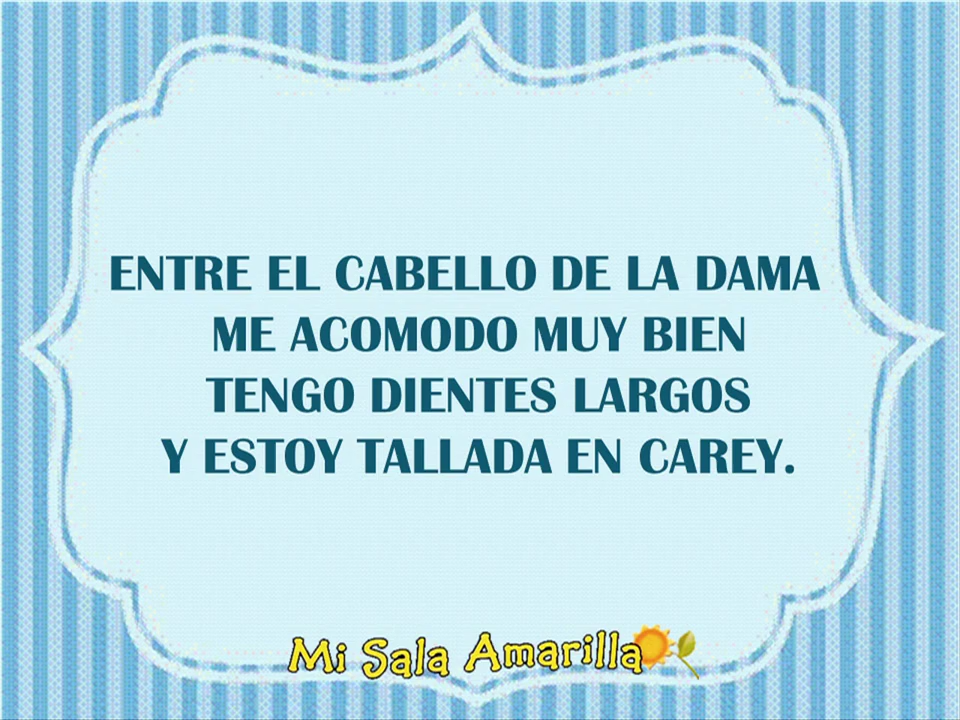 ENTRE EL CABELLO DE LA DAMA
ME ACOMODO MUY BIEN
TENGO DIENTES LARGOS
Y ESTOY TALLADA EN CAREY.
Mi Sala Amarilla